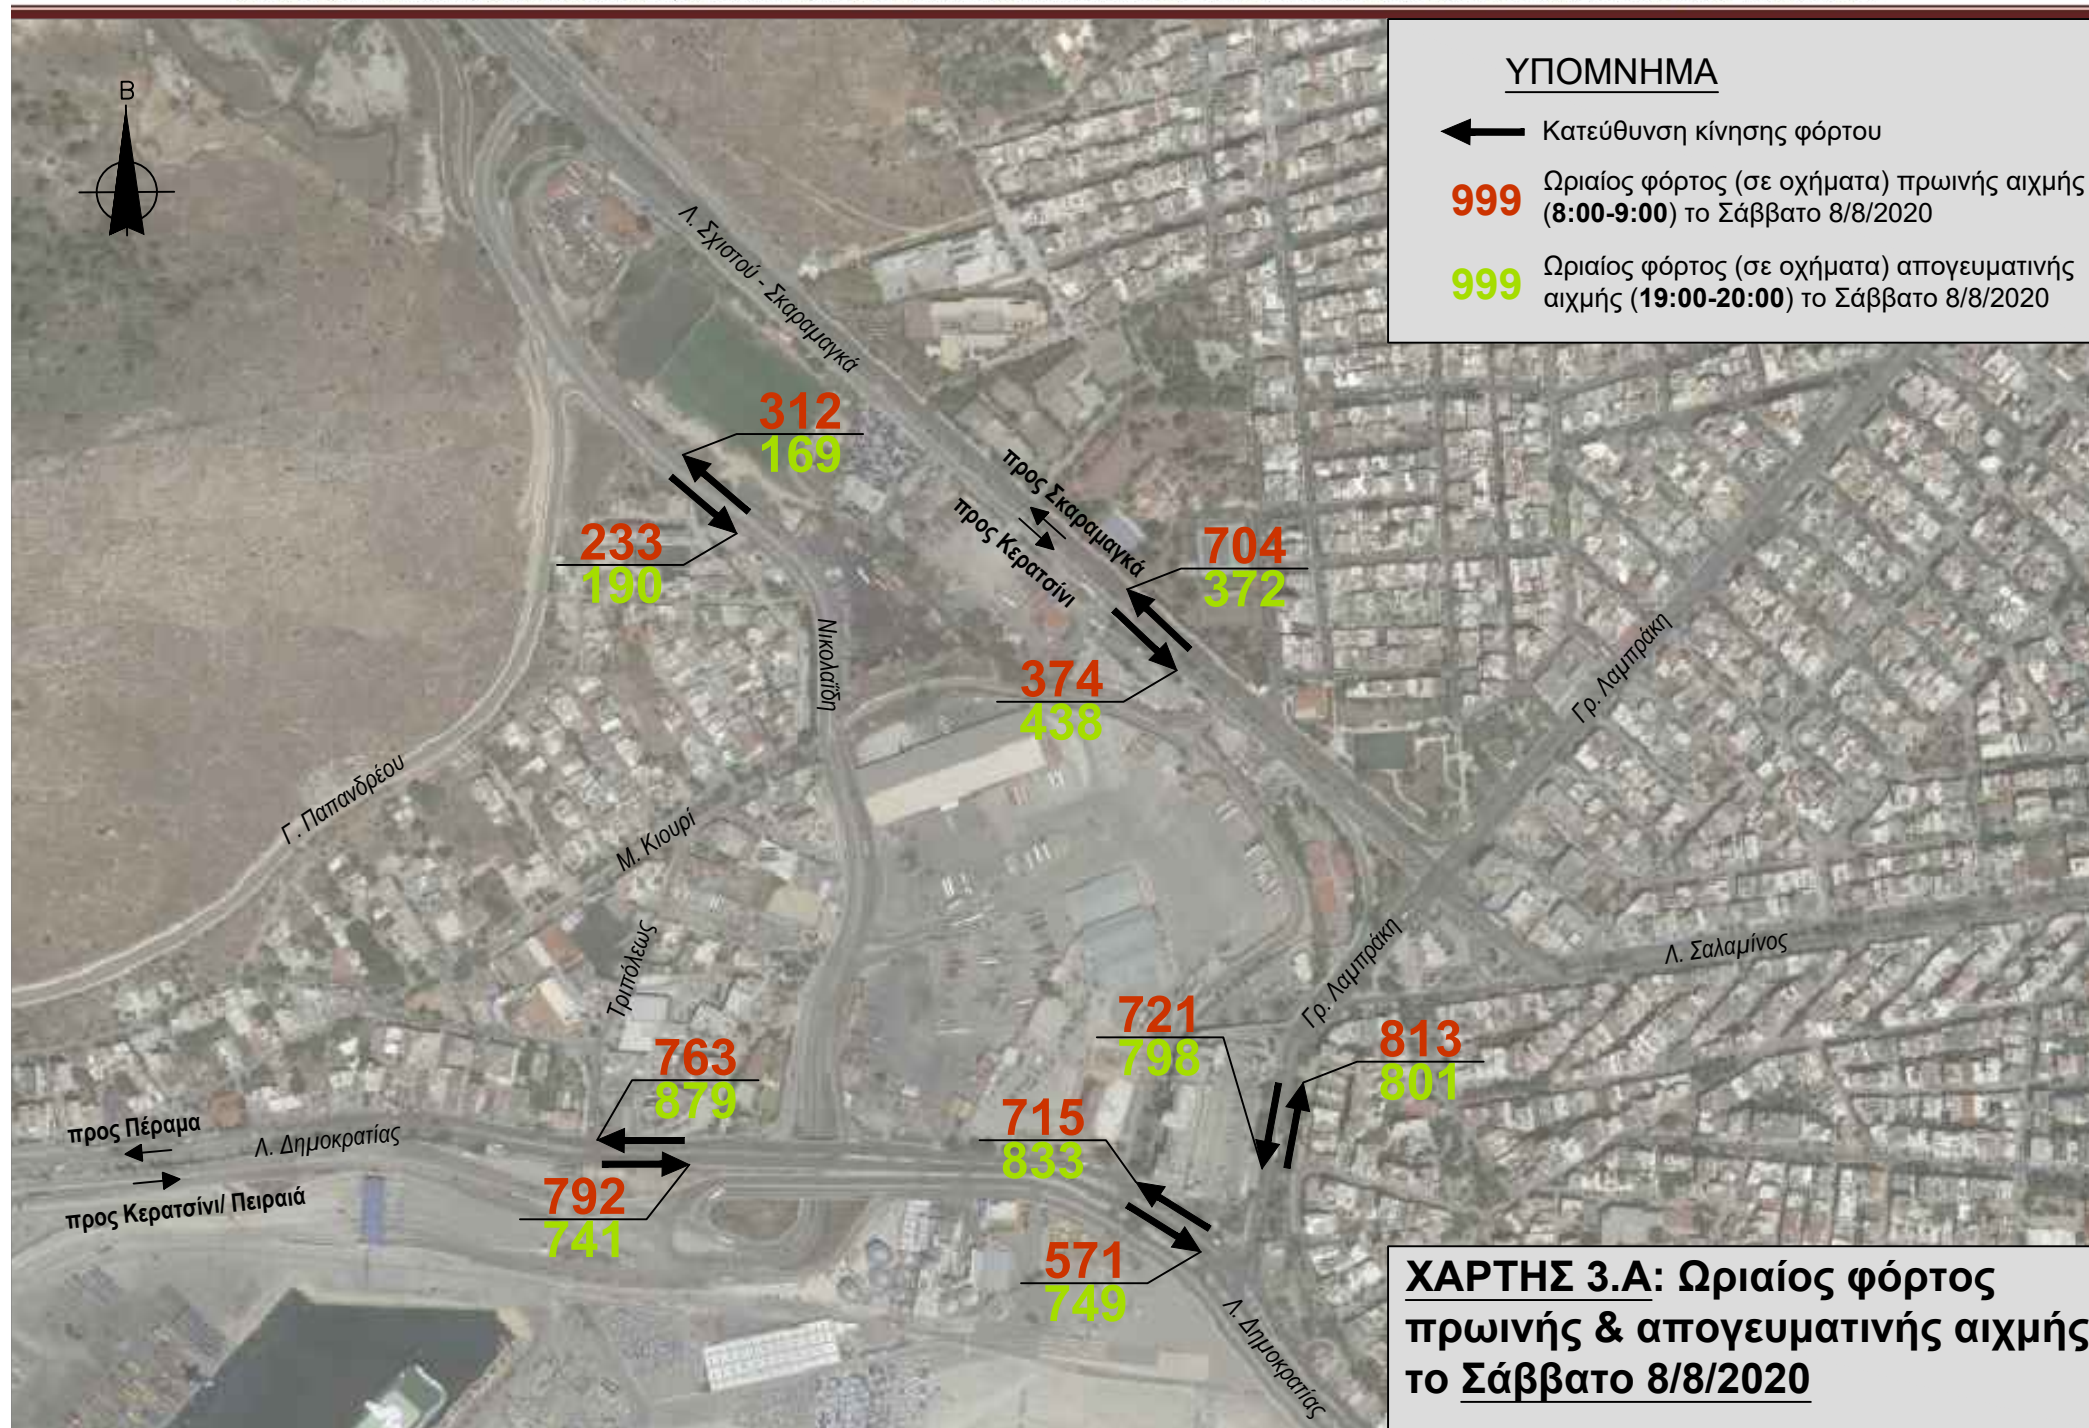 ΥΠΟΜΝΗΜΑ
Κατεύθυνση κίνησης φόρτου
999 Ωριαίος φόρτος (σε οχήματα) πρωινής αιχμής
(8:00-9:00) το Σάββατο 8/8/2020
999 Ωριαίος φόρτος (σε οχήματα) απογευματινής
αιχμής (19:00-20:00) το Σάββατο 8/8/2020
Β
Λ. Σχιστού - Σκαραμαγκά
312
169
προς Σκαραμαγκά
προς Κερατσίνι
233
190
704
372
Νικολαΐδη
374
438
Γρ. Λαμπράκη
Γ. Παπανδρέου
Μ. Κιουρί
Τριπόλεως
Γρ. Λαμπράκη
Λ. Σαλαμίνος
721
798
813
801
763
879
715
833
προς Πέραμα
Λ. Δημοκρατίας
προς Κερατσίνι/ Πειραιά
792
741
571
749
Λ. Δημοκρατίας
ΧΑΡΤΗΣ 3.Α: Ωριαίος φόρτος
πρωινής & απογευματινής αιχμής
το Σάββατο 8/8/2020